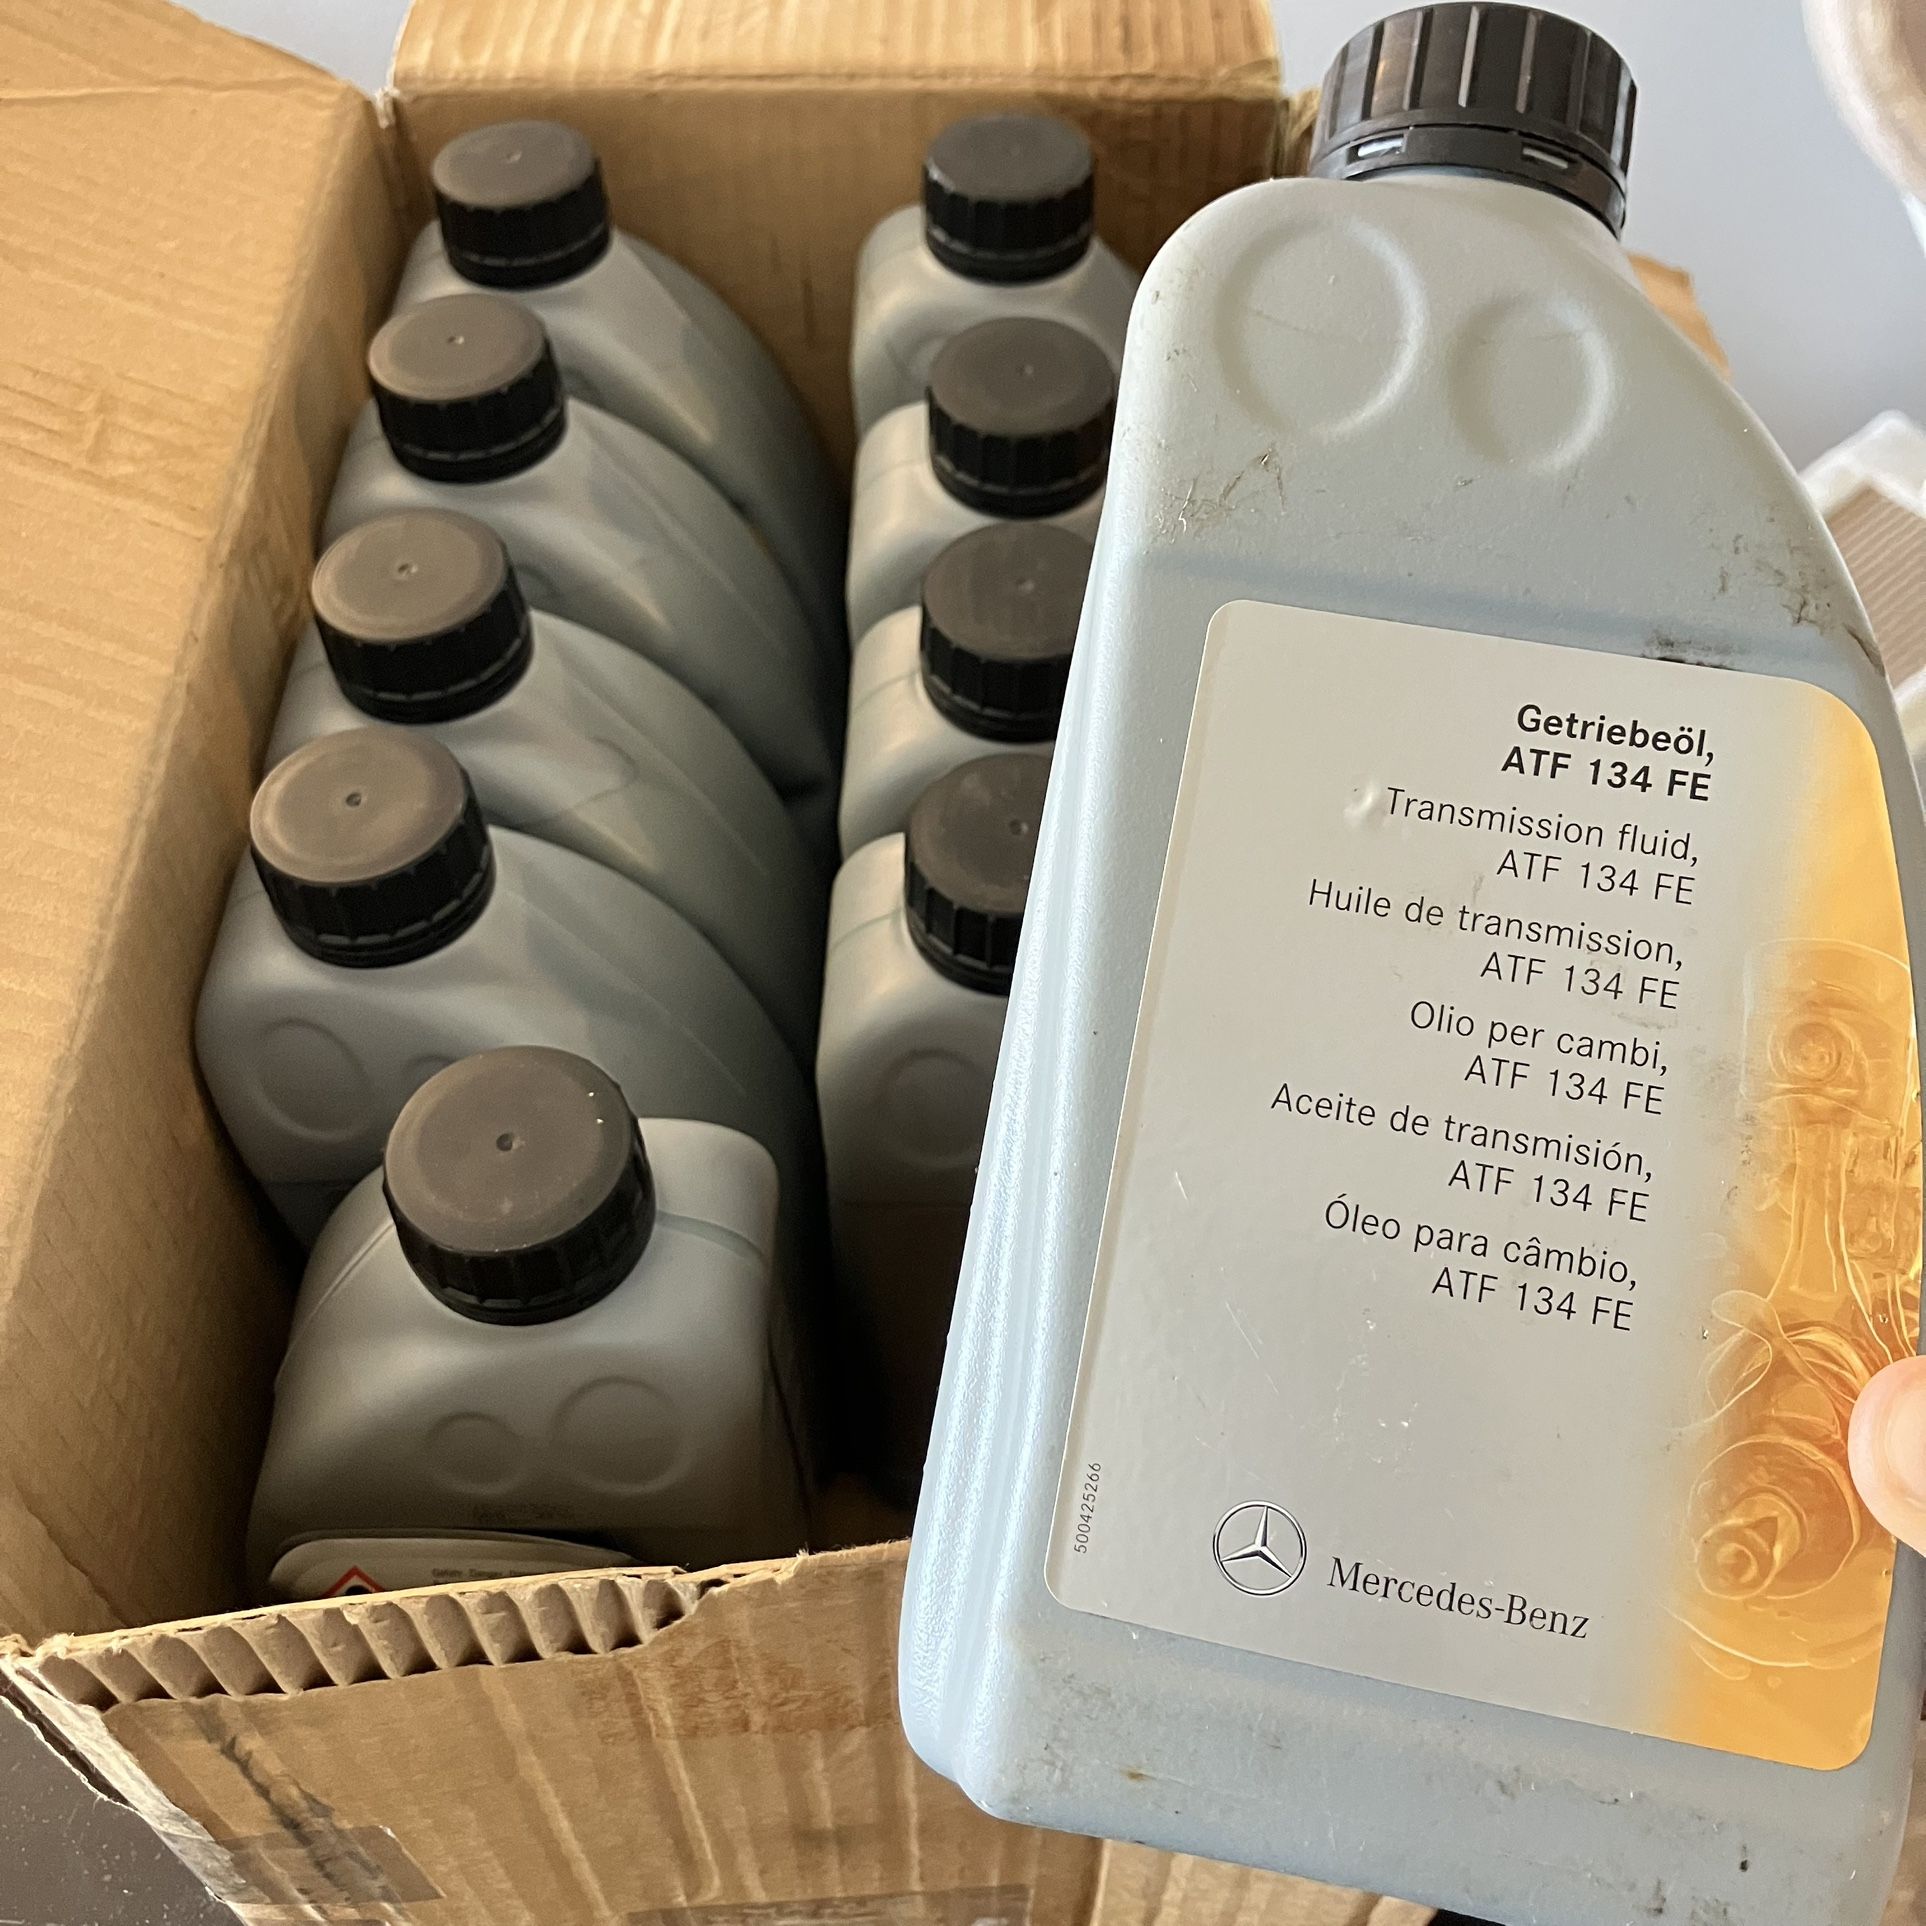 Getriebeöl,
ATF 134 FE
Transmission fluid,
ATF 134 FE
Huile de transmission,
ATF 134 FE
Olio per cambi,
ATF 134 FE
Aceite de transmisión,
ATF 134 FE
Óleo para câmbio,
ATF 134 FE
500425266
Mercedes-Benz